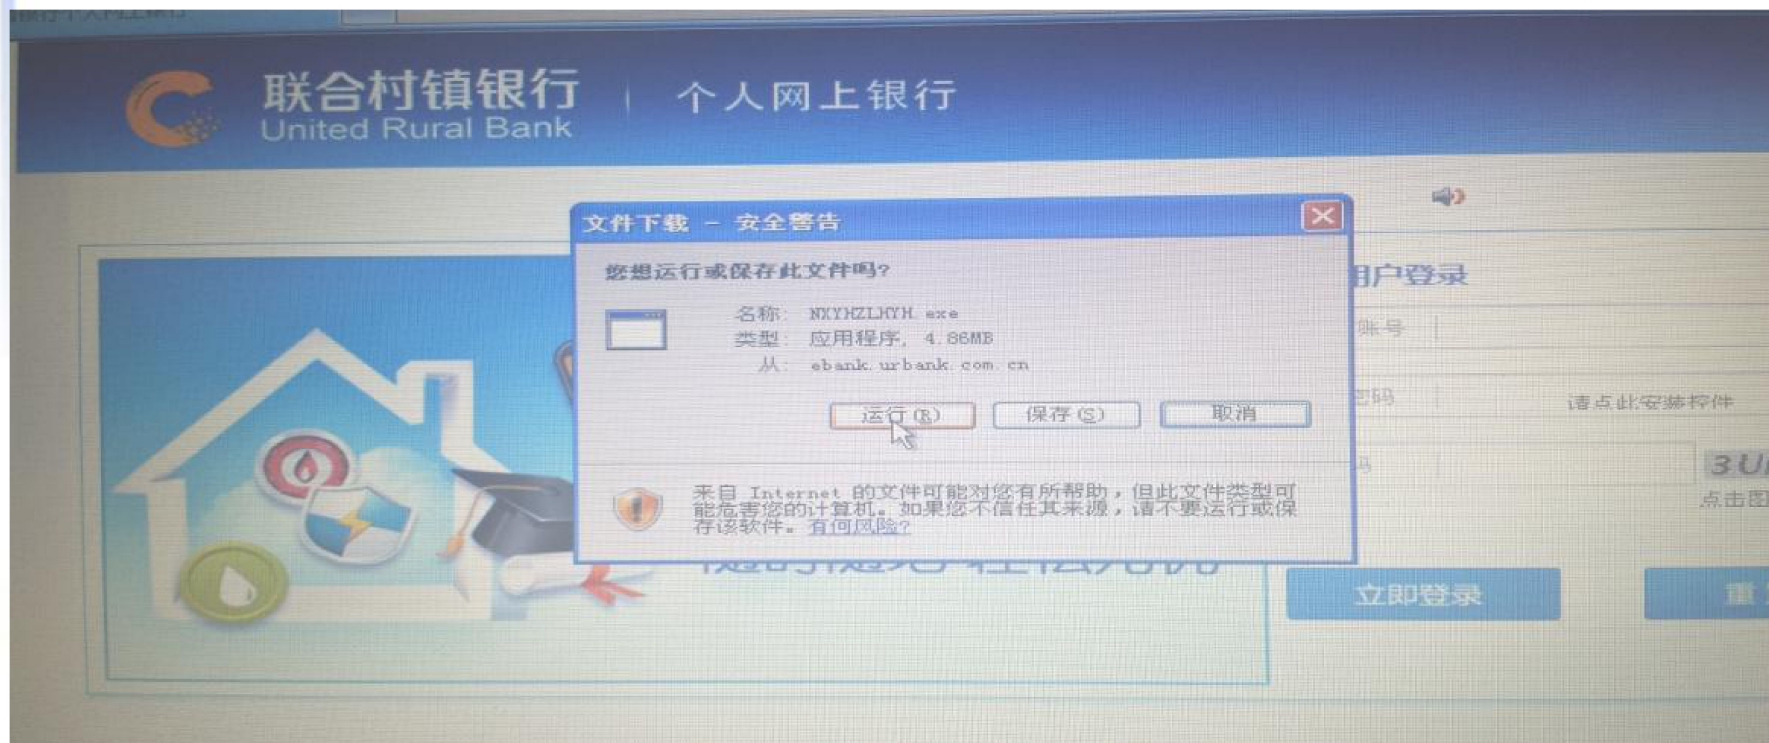 联合村镇银行
United Rural Bank
个人网上银行
文件下载 - 安全警告
您想运行或保存此文件吗?
名称: NXYHZLHYH.exe
类型: 应用程序, 4.86MB
从: ebank.urbank.com.cn
运行(R)
保存(S)
取消
来自 Internet 的文件可能对您有所帮助，但此文件类型可
能危害您的计算机。如果您不信任其来源，请不要运行或保
存该软件。有何风险?
用户登录
账号
密码
请点此安装控件
码
3U
点击图
立即登录
重